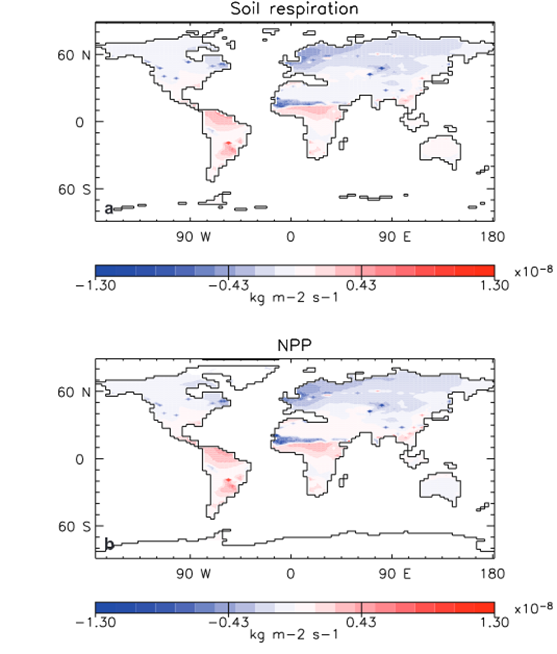 Soil respiration
60 N
0
60 S
a
90 W 0 90 E 180
−1.30 −0.43 0.43 1.30 x10−8
kg m−2 s−1
NPP
60 N
0
60 S
b
90 W 0 90 E 180
−1.30 −0.43 0.43 1.30 x10−8
kg m−2 s−1